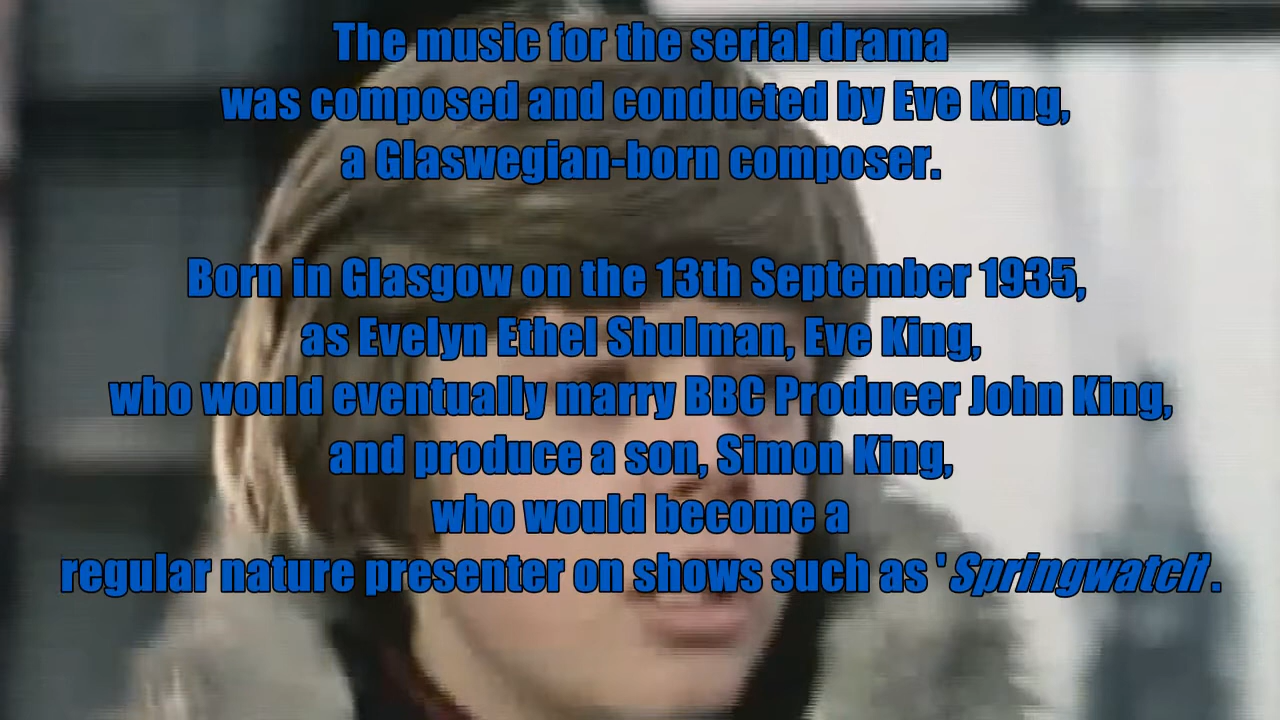 The music for the serial drama
was composed and conducted by Eve King,
a Glaswegian-born composer.
Born in Glasgow on the 13th September 1935,
as Evelyn Ethel Shulman, Eve King,
who would eventually marry BBC Producer John King,
and produce a son, Simon King,
who would become a
regular nature presenter on shows such as 'Springwatch'.